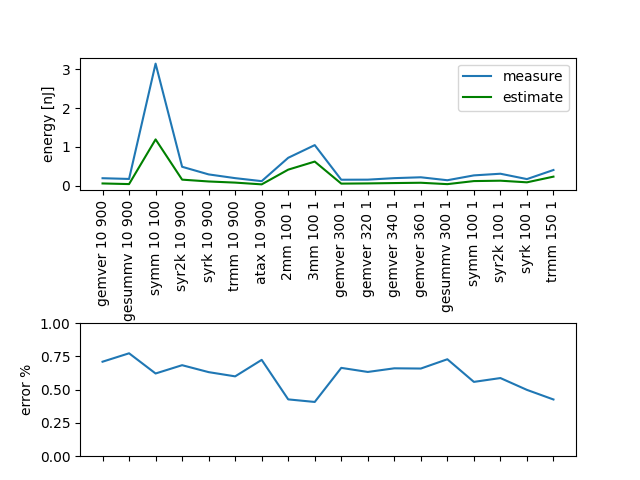 energy [nJ]
3
2
1
0
measure
estimate
gemver 10 900
gesummv 10 900
symm 10 100
syr2k 10 900
syrk 10 900
trmm 10 900
atax 10 900
2mm 100 1
3mm 100 1
gemver 300 1
gemver 320 1
gemver 340 1
gemver 360 1
gesummv 300 1
symm 100 1
syr2k 100 1
syrk 100 1
trmm 150 1
error %
1.00
0.75
0.50
0.25
0.00